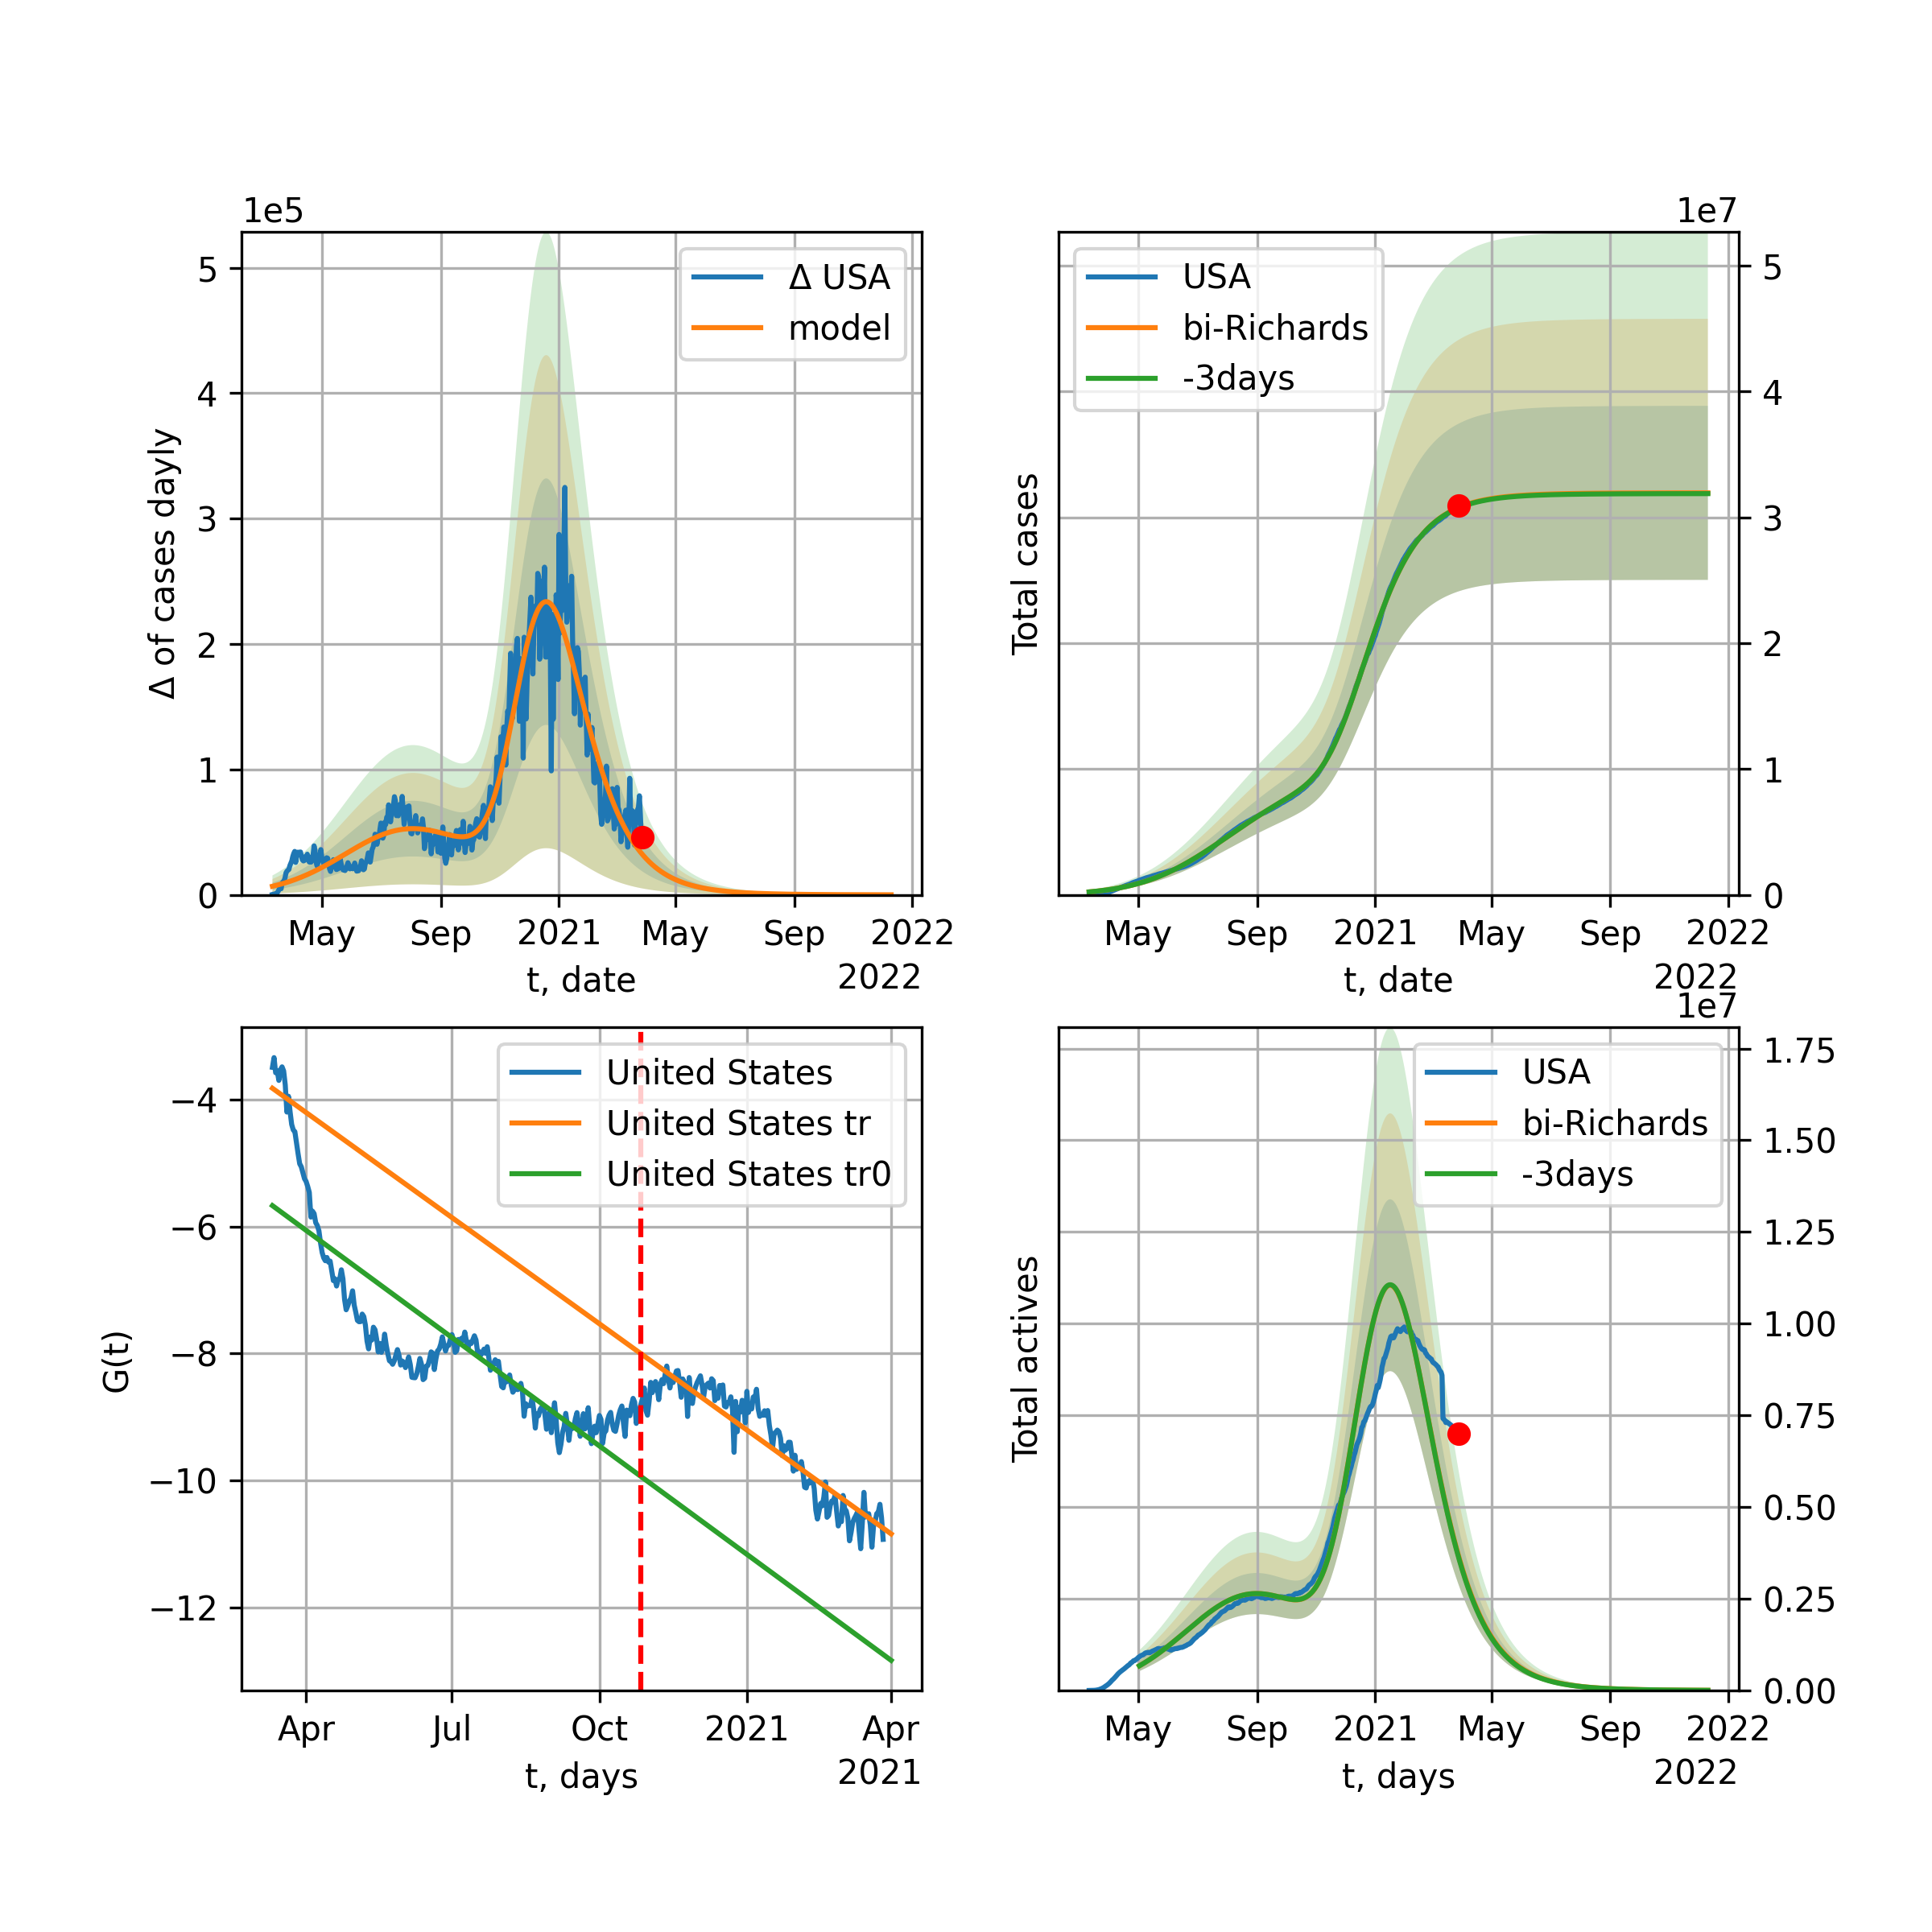 1e5
Δ of cases dayly
5
4
3
2
1
0
Δ USA
model
May Sep 2021 May Sep 2022
t, date
2022
1e7
Total cases
USA
bi-Richards
-3days
5
4
3
2
1
0
May Sep 2021 May Sep 2022
t, date
2022
G(t)
−4
−6
−8
−10
−12
United States
United States tr
United States tr0
Apr Jul Oct 2021 Apr
t, days
2021
1e7
Total actives
USA
bi-Richards
-3days
1.75
1.50
1.25
1.00
0.75
0.50
0.25
0.00
May Sep 2021 May Sep 2022
t, days
2022